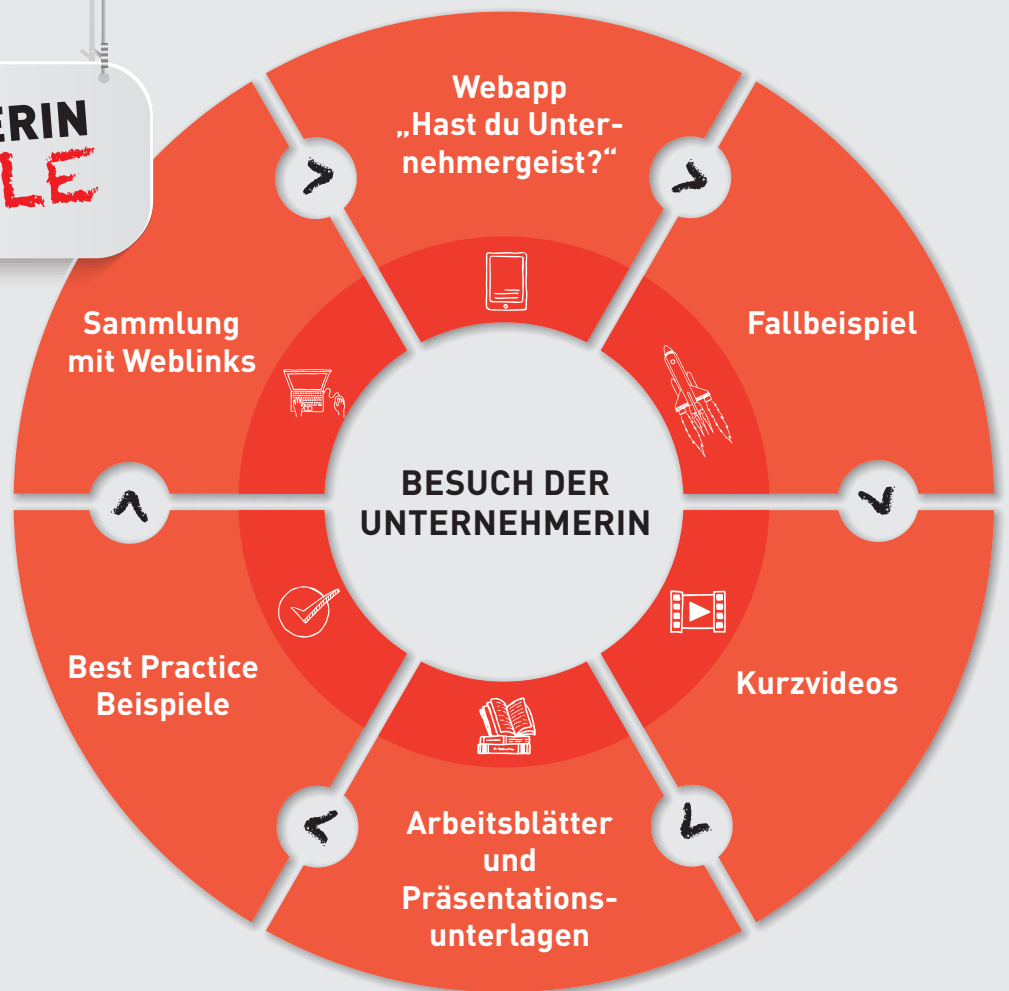 ERIN
LE
Webapp
„Hast du Unter-
nehmergeist?“
Fallbeispiel
Kurzvideos
Arbeitsblätter
und
Präsentations-
unterlagen
Best Practice
Beispiele
Sammlung
mit Weblinks
BESUCH DER
UNTERNEHMERIN